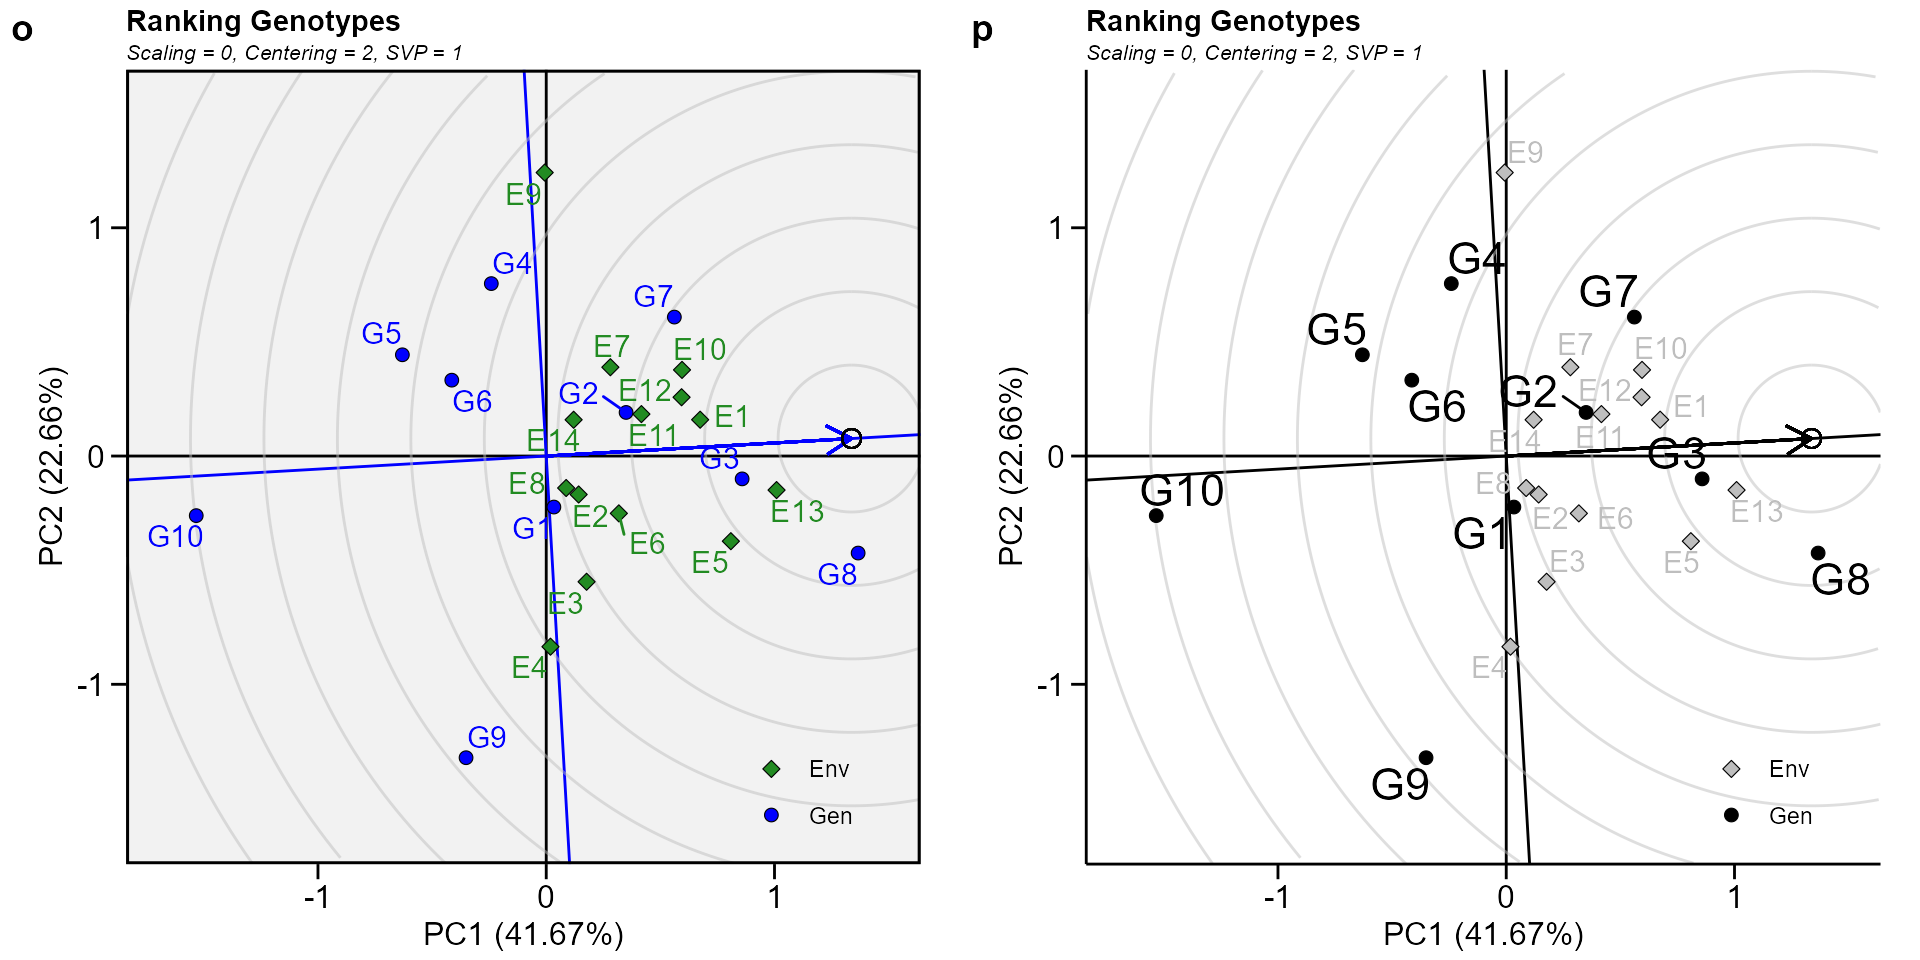 o
Ranking Genotypes
Scaling = 0, Centering = 2, SVP = 1
E9
G4
G7
G5
E7
E10
G2
E12
G6
E1
E14
E11
G3
E8
G10
G1
E2
E13
E6
E5
G8
E3
E4
G9
Env
Gen
1
0
-1
PC2 (22.66%)
-1
0
1
PC1 (41.67%)
p
Ranking Genotypes
Scaling = 0, Centering = 2, SVP = 1
E9
G4
G7
G5
E7
E10
G2
E12
G6
E1
E14
E11
G3
E8
G10
G1
E2
E6
E13
E3
E5
G8
E4
G9
Env
Gen
1
0
-1
PC2 (22.66%)
-1
0
1
PC1 (41.67%)